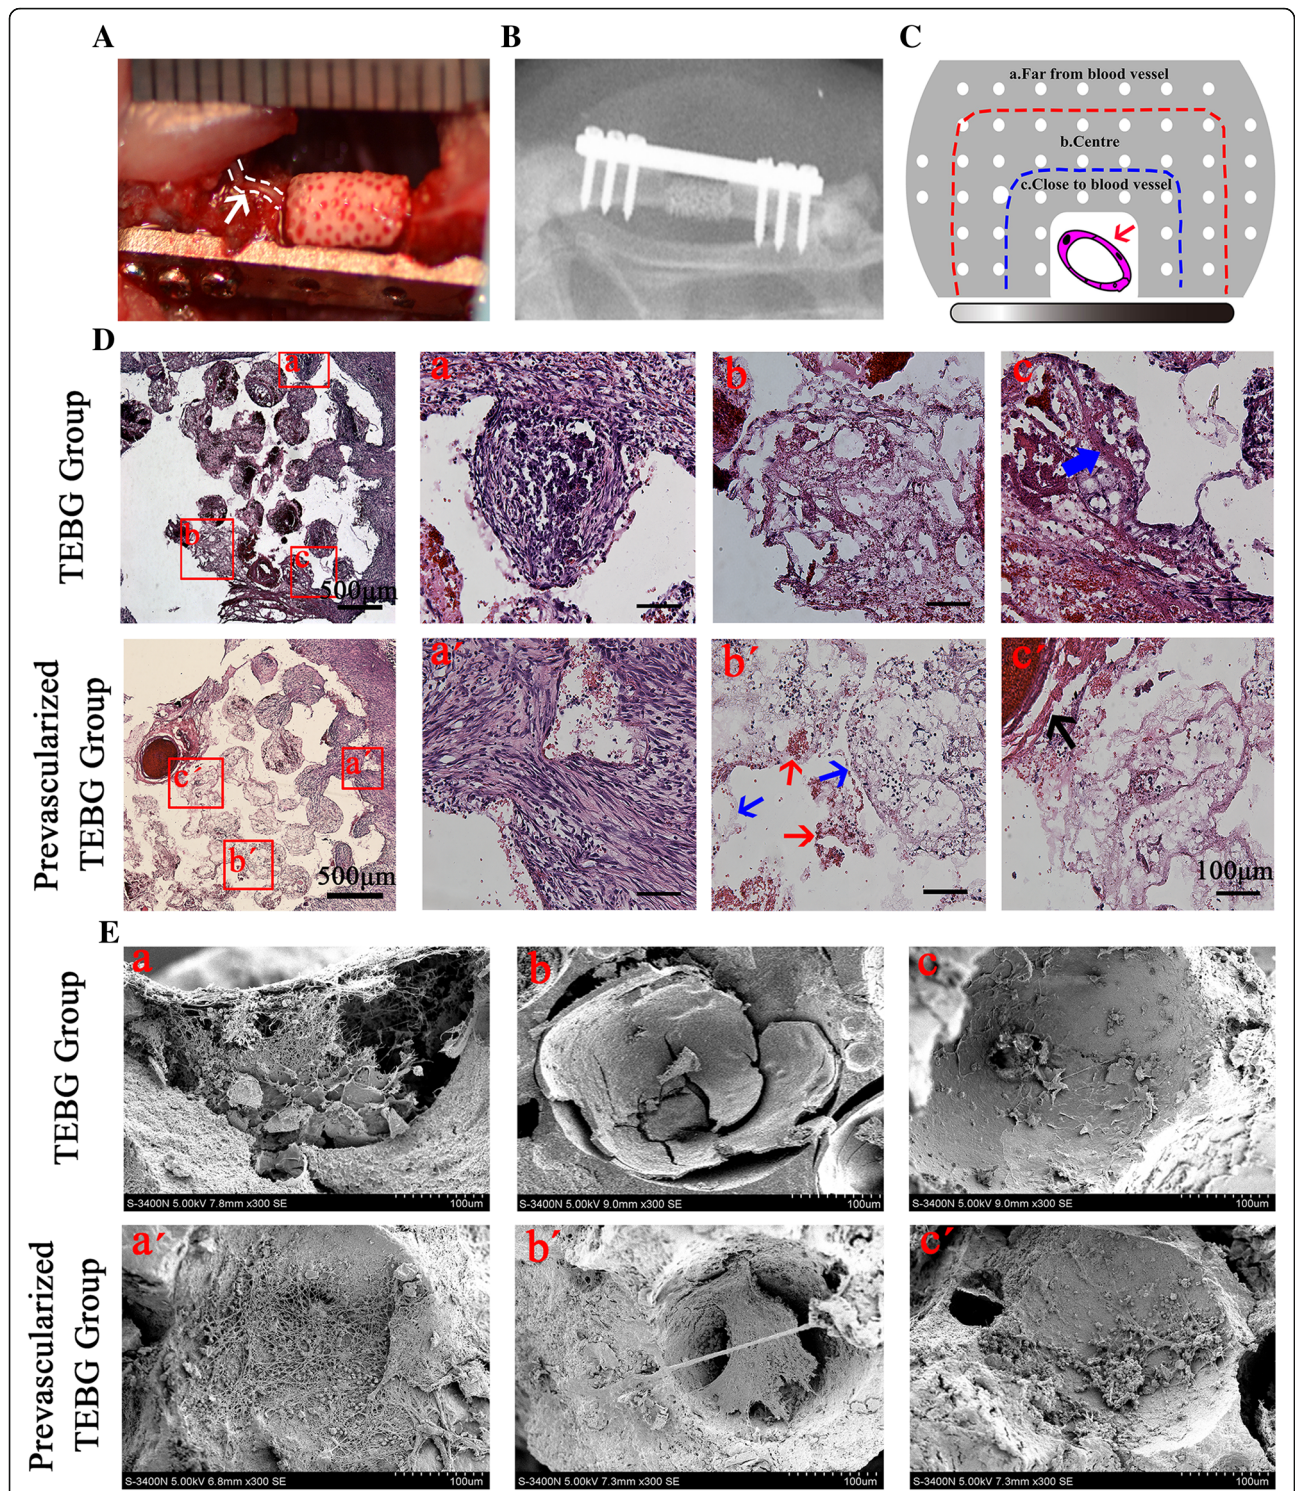 A
B
C
a.Far from blood vessel
b.Centre
c.Close to blood vessel
D
TEBG Group
a
b
c
500μm
a
b
c
Prevascularized
TEBG Group
a´
c´
b´
500μm
a´
b´
c´
100μm
E
TEBG Group
a
S-3400N 5.00kV 7.8mm x300 SE
100um
b
S-3400N 5.00kV 9.0mm x300 SE
100um
c
S-3400N 5.00kV 9.0mm x300 SE
100um
Prevascularized
TEBG Group
a´
S-3400N 5.00kV 6.8mm x300 SE
100um
b´
S-3400N 5.00kV 7.3mm x300 SE
100um
c´
S-3400N 5.00kV 7.3mm x300 SE
100um